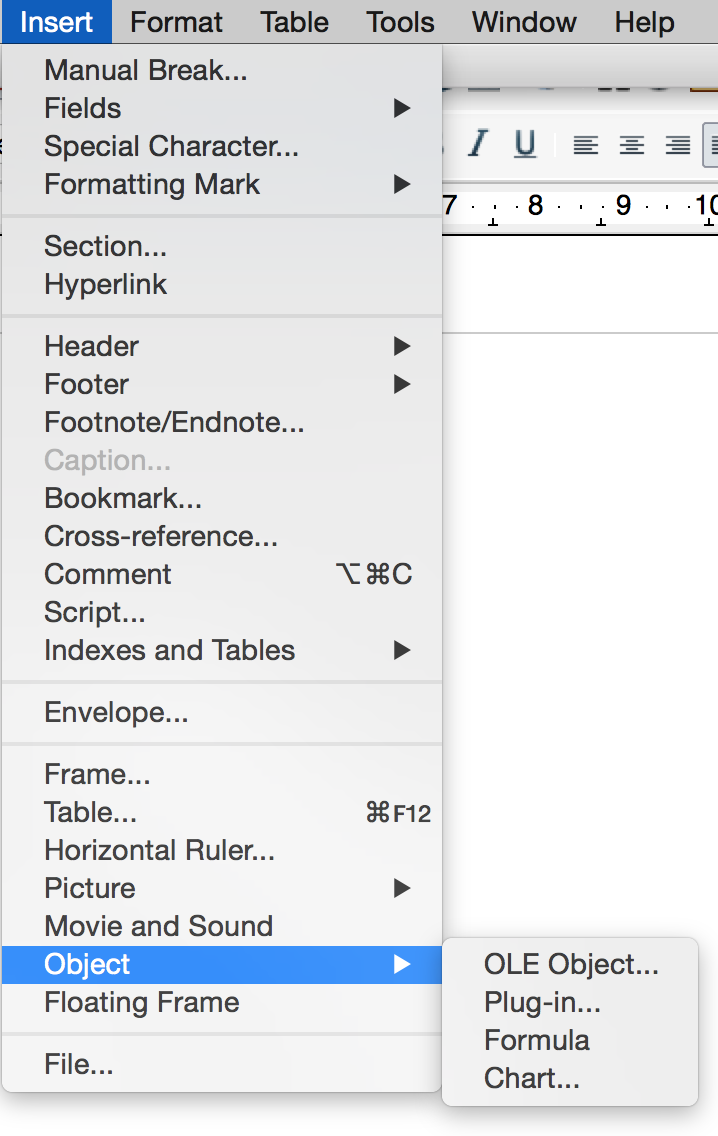 Insert Format Table Tools Window Help
Manual Break...
Fields
Special Character...
Formatting Mark
I U
7 8 9 10
Section...
Hyperlink
Header
Footer
Footnote/Endnote...
Caption...
Bookmark...
Cross-reference...
Comment ⌥⌘C
Script...
Indexes and Tables
Envelope...
Frame...
Table... ⌘F12
Horizontal Ruler...
Picture
Movie and Sound
Object
OLE Object...
Plug-in...
Formula
Chart...
Floating Frame
File...